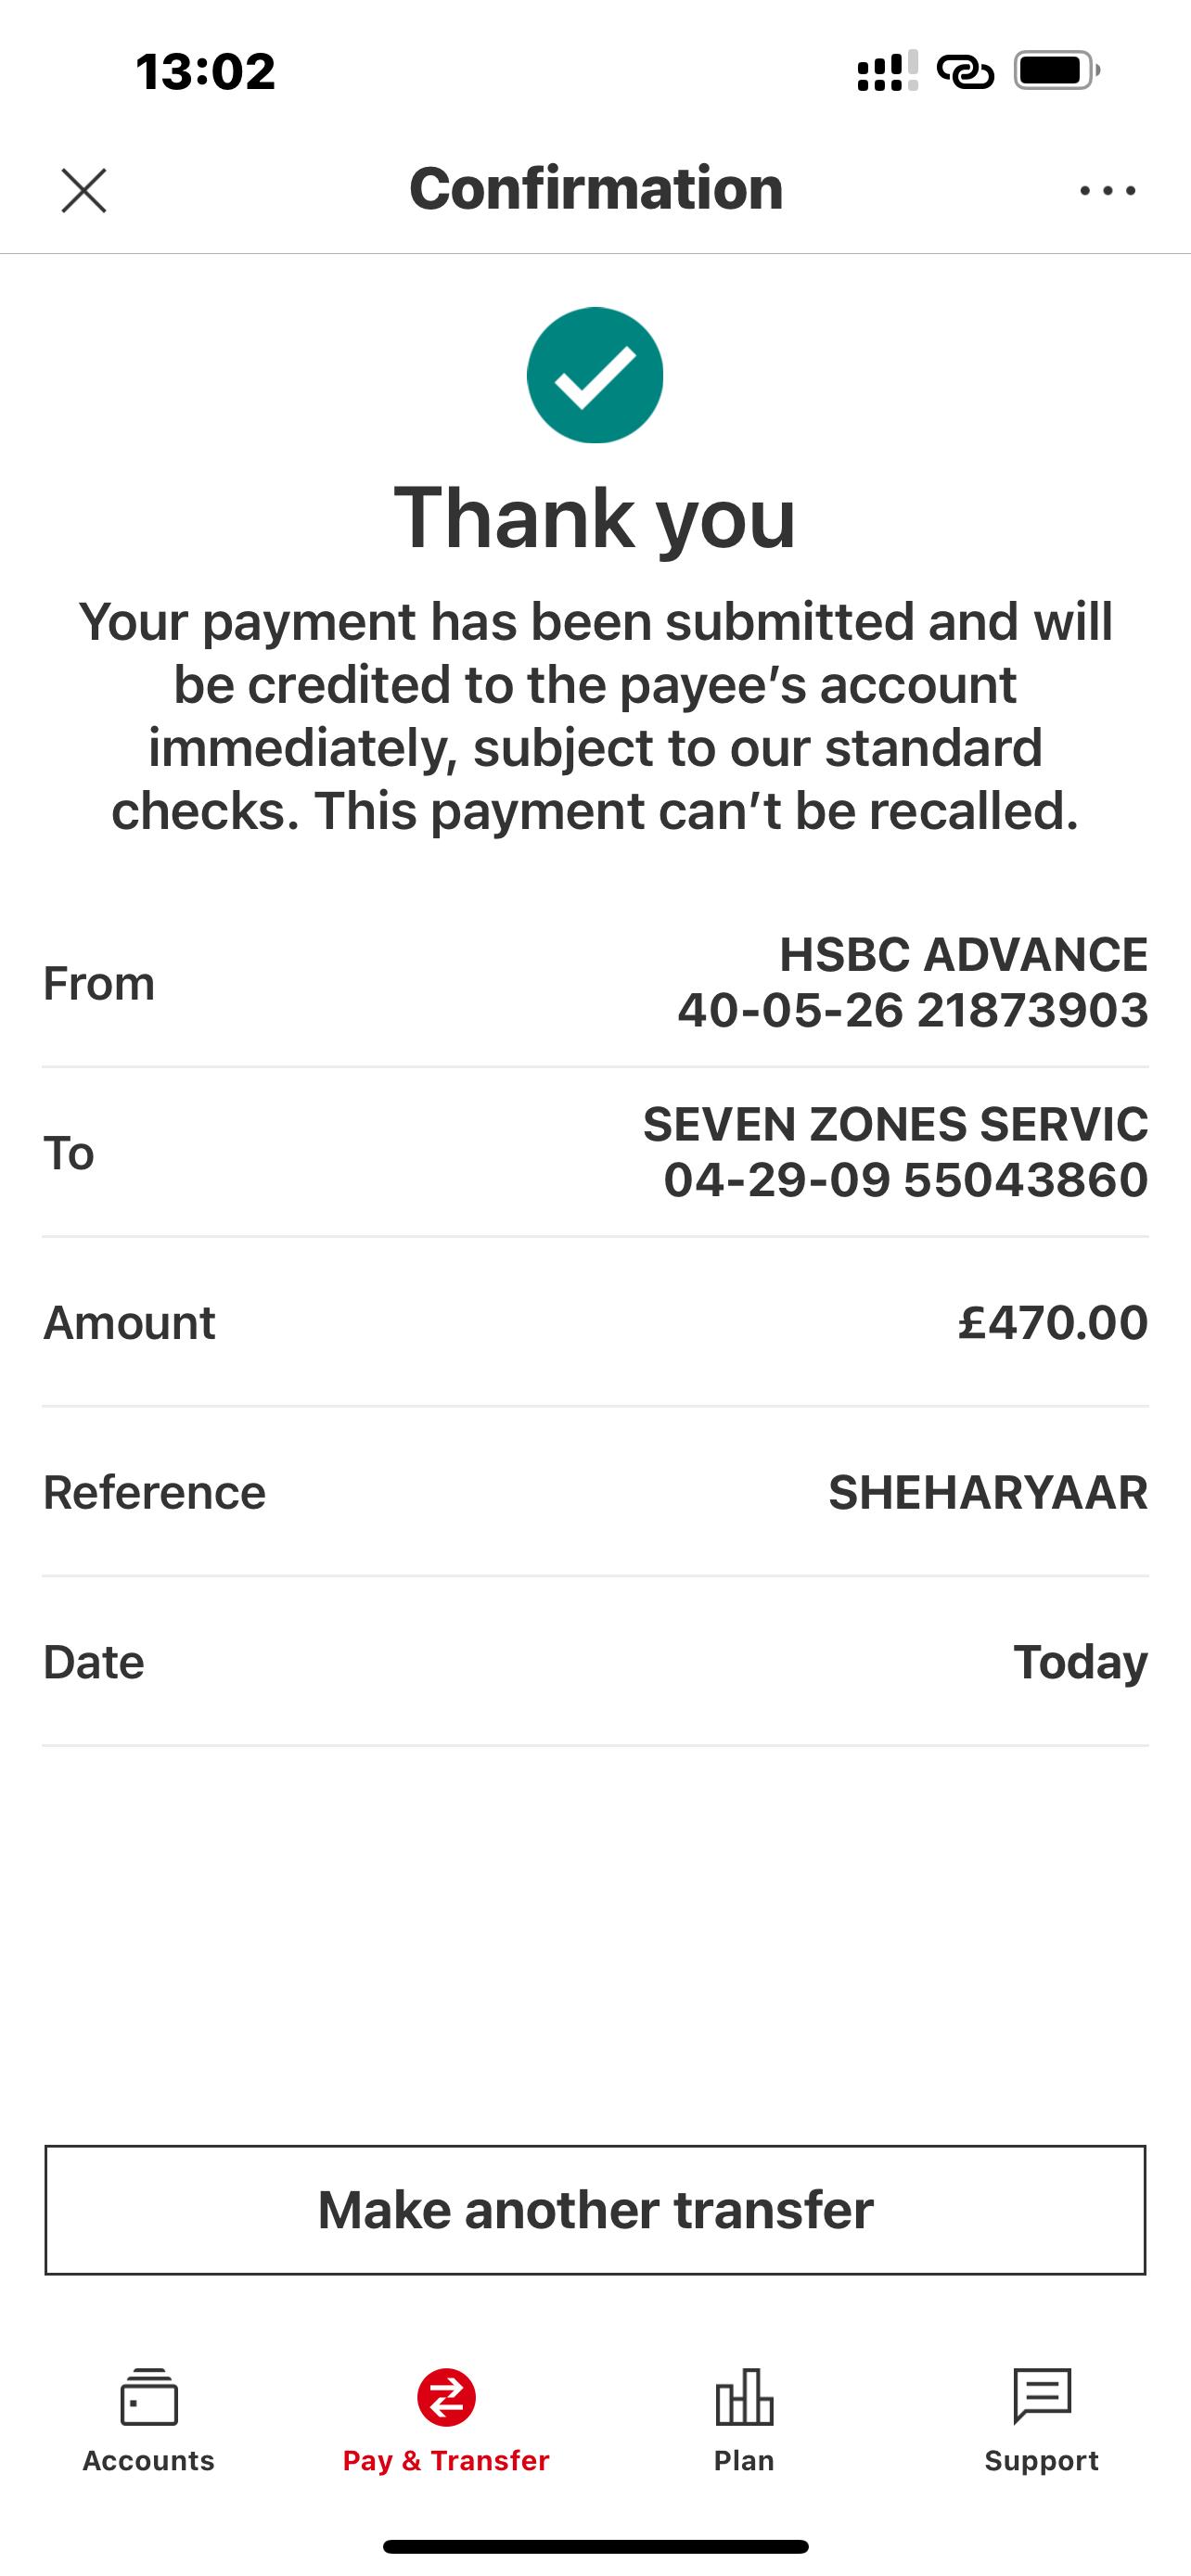 13:02
Confirmation
Thank you
Your payment has been submitted and will
be credited to the payee’s account
immediately, subject to our standard
checks. This payment can’t be recalled.
From
HSBC ADVANCE
40-05-26 21873903
To
SEVEN ZONES SERVIC
04-29-09 55043860
Amount
£470.00
Reference
SHEHARYAAR
Date
Today
Make another transfer
Accounts
Pay & Transfer
Plan
Support